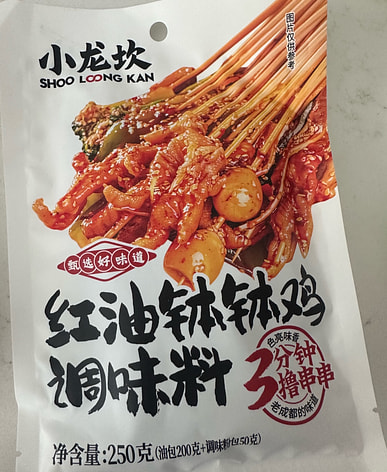 小龙坎
SHOO LOONG KAN
图片仅供参考
甄选好味道
红油钵钵鸡
调味料
色亮味香
3分钟
撸串串
老成都的味道
净含量:250克(油包200克+调味粉包50克)